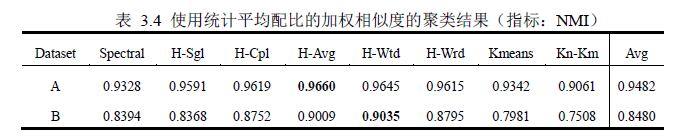 表 3.4 使用统计平均配比的加权相似度的聚类结果（指标：NMI）
Dataset Spectral H-Sgl H-Cpl H-Avg H-Wtd H-Wrd Kmeans Kn-Km Avg
A 0.9328 0.9591 0.9619 0.9660 0.9645 0.9615 0.9342 0.9061 0.9482
B 0.8394 0.8368 0.8752 0.9009 0.9035 0.8795 0.7981 0.7508 0.8480